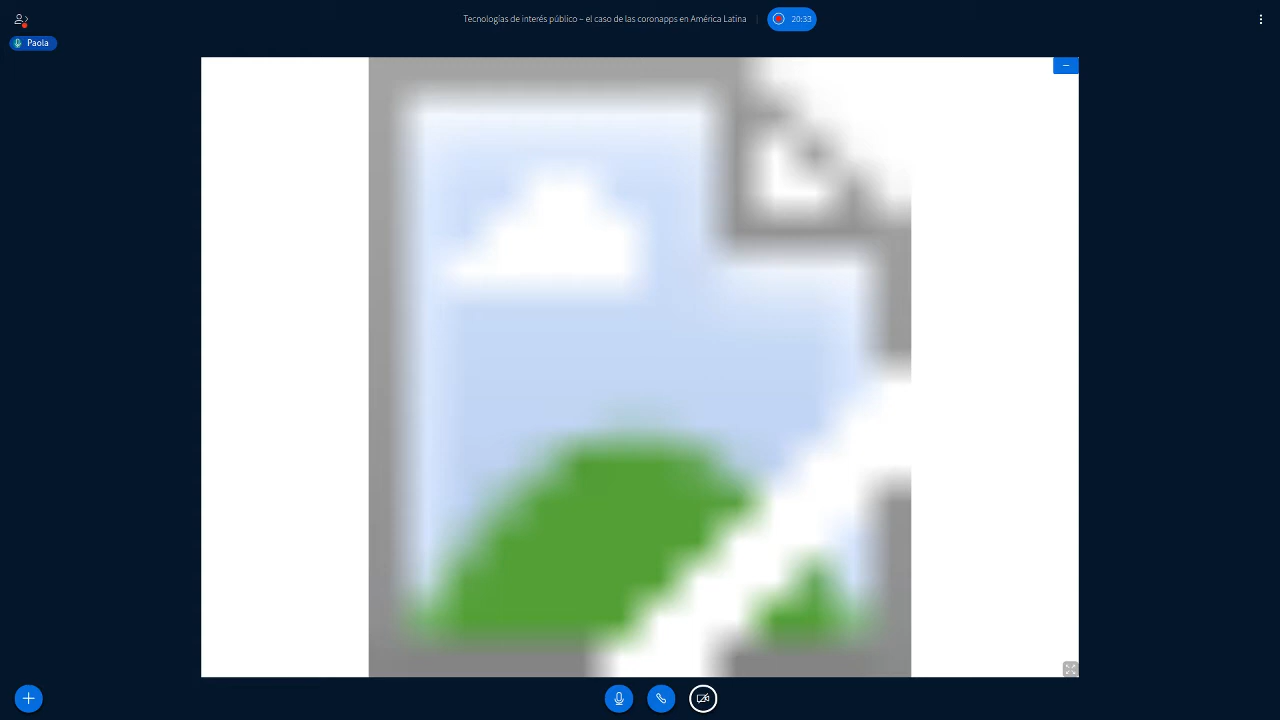 Tecnologías de interés público – el caso de las coronapps en América Latina
20:33
Paola